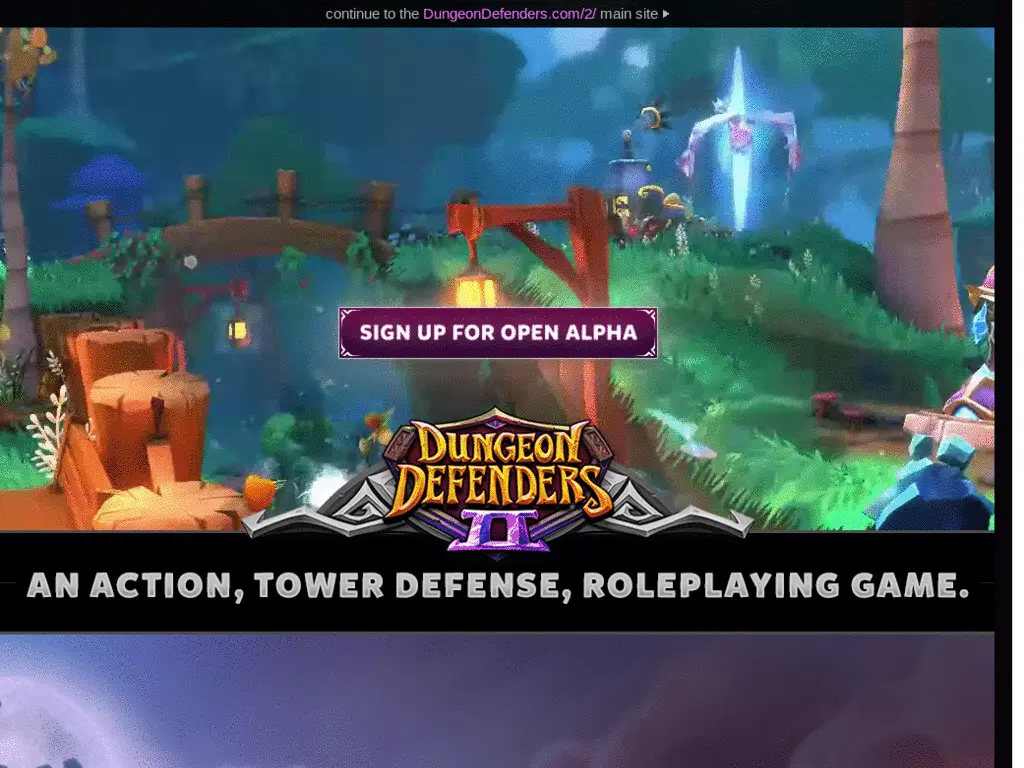 continue to the DungeonDefenders.com/2/ main site
SIGN UP FOR OPEN ALPHA
DUNGEON
DEFENDERS
II
AN ACTION, TOWER DEFENSE, ROLEPLAYING GAME.